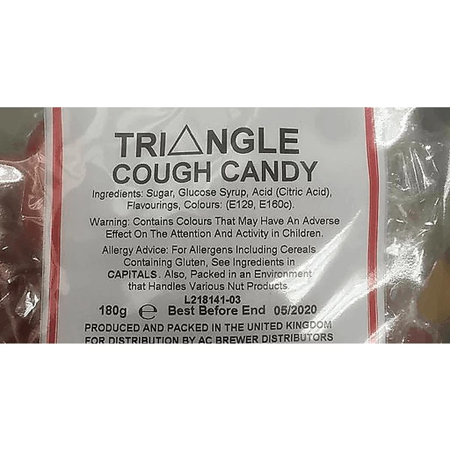 TRI△NGLE
COUGH CANDY
Ingredients: Sugar, Glucose Syrup, Acid (Citric Acid),
Flavourings, Colours: (E129, E160c).
Warning: Contains Colours That May Have An Adverse
Effect On The Attention And Activity in Children.
Allergy Advice: For Allergens Including Cereals
Containing Gluten, See Ingredients in
CAPITALS. Also, Packed in an Environment
that Handles Various Nut Products.
L218141-03
180g ℮ Best Before End 05/2020
PRODUCED AND PACKED IN THE UNITED KINGDOM
FOR DISTRIBUTION BY AC BREWER DISTRIBUTORS